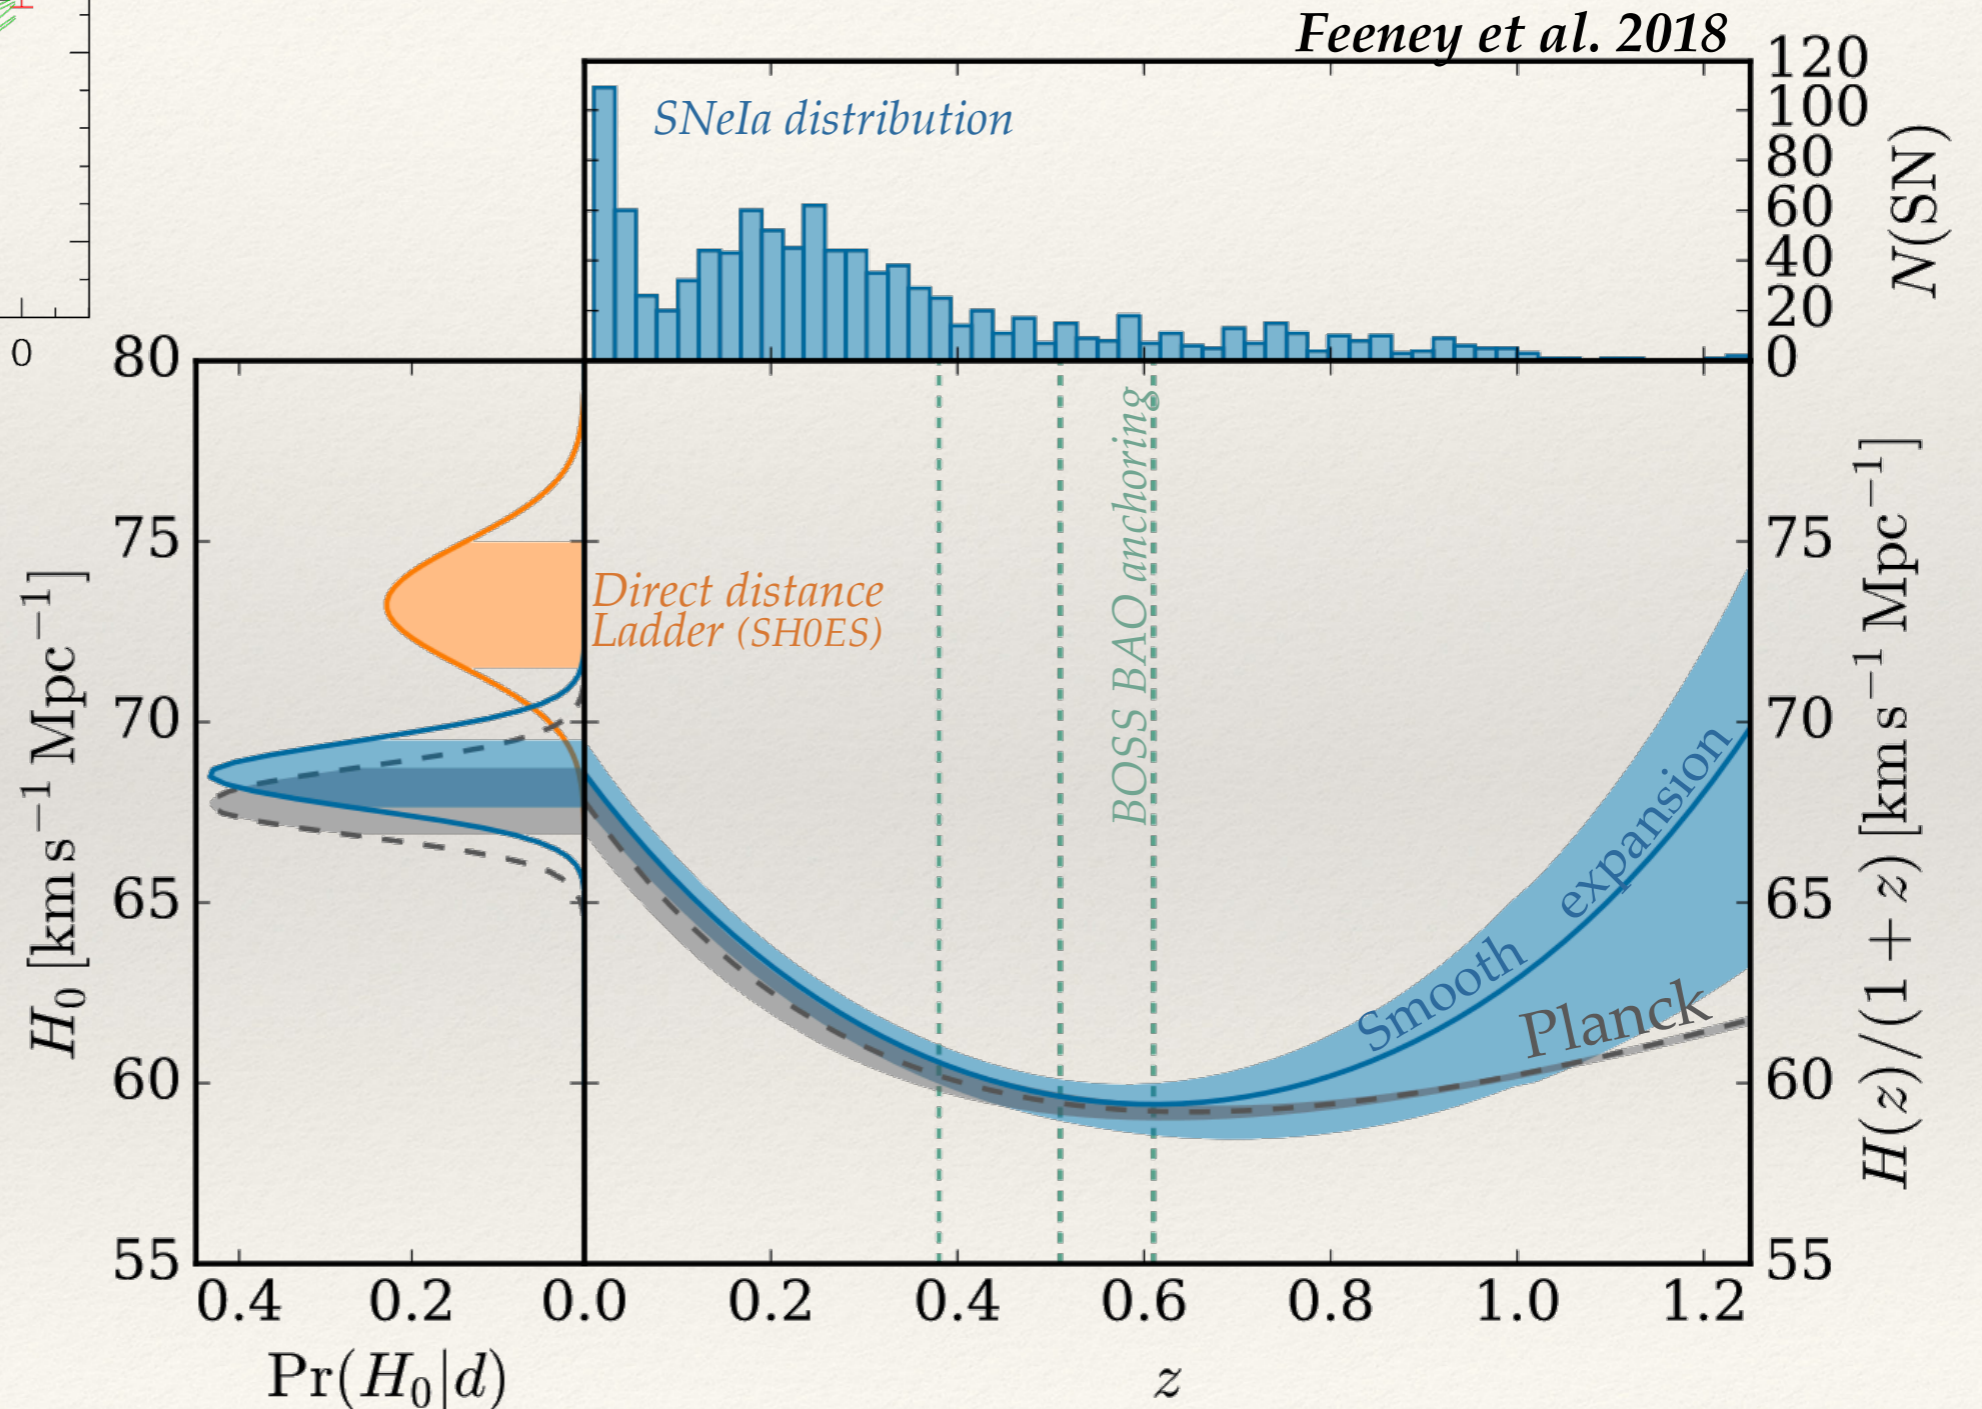 Feeney et al. 2018
SNeIa distribution
120
100
80
60
40
20
0
N(SN)
0
80
75
70
65
60
55
H₀ [km s⁻¹ Mpc⁻¹]
Direct distance
Ladder (SH0ES)
BOSS BAO anchoring
Smooth expansion
Planck
75
70
65
60
55
H(z)/(1 + z) [km s⁻¹ Mpc⁻¹]
0.4 0.2 0.0 0.2 0.4 0.6 0.8 1.0 1.2
Pr(H₀|d)
z